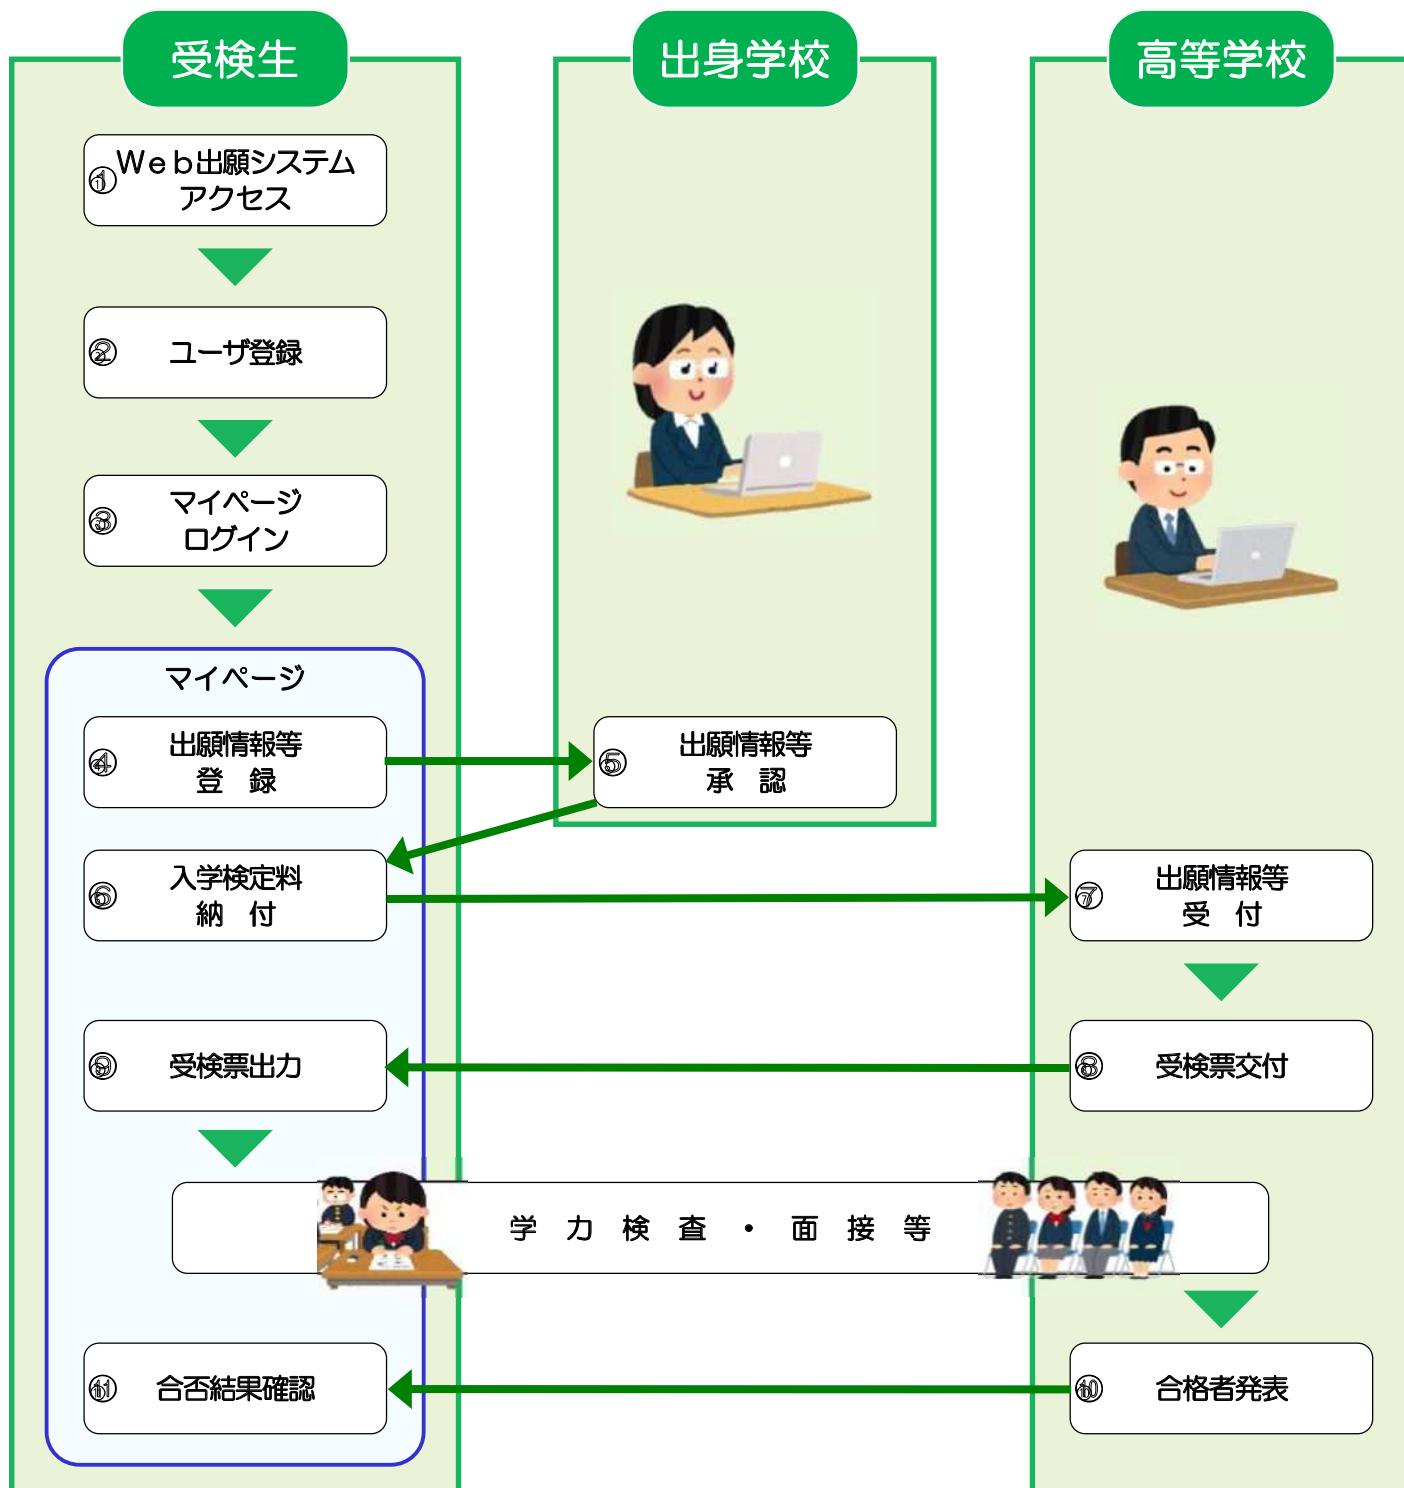 受検生
出身学校
高等学校
① Ｗｅｂ出願システム
アクセス
② ユーザ登録
③ マイページ
ログイン
マイページ
④ 出願情報等
登　録
⑤ 出願情報等
承　認
⑥ 入学検定料
納　付
⑦ 出願情報等
受　付
⑧ 受検票交付
⑨ 受検票出力
学　力　検　査　・　面　接　等
⑩ 合格者発表
⑪ 合否結果確認